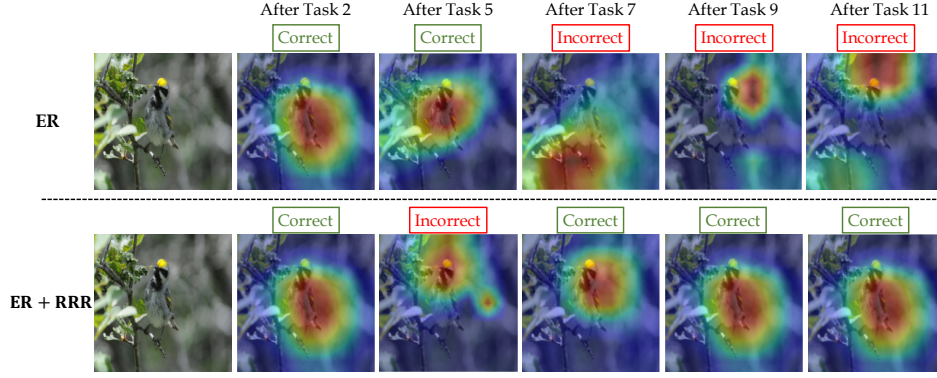 After Task 2 After Task 5 After Task 7 After Task 9 After Task 11
Correct Correct Incorrect Incorrect Incorrect
ER
Correct Incorrect Correct Correct Correct
ER + RRR